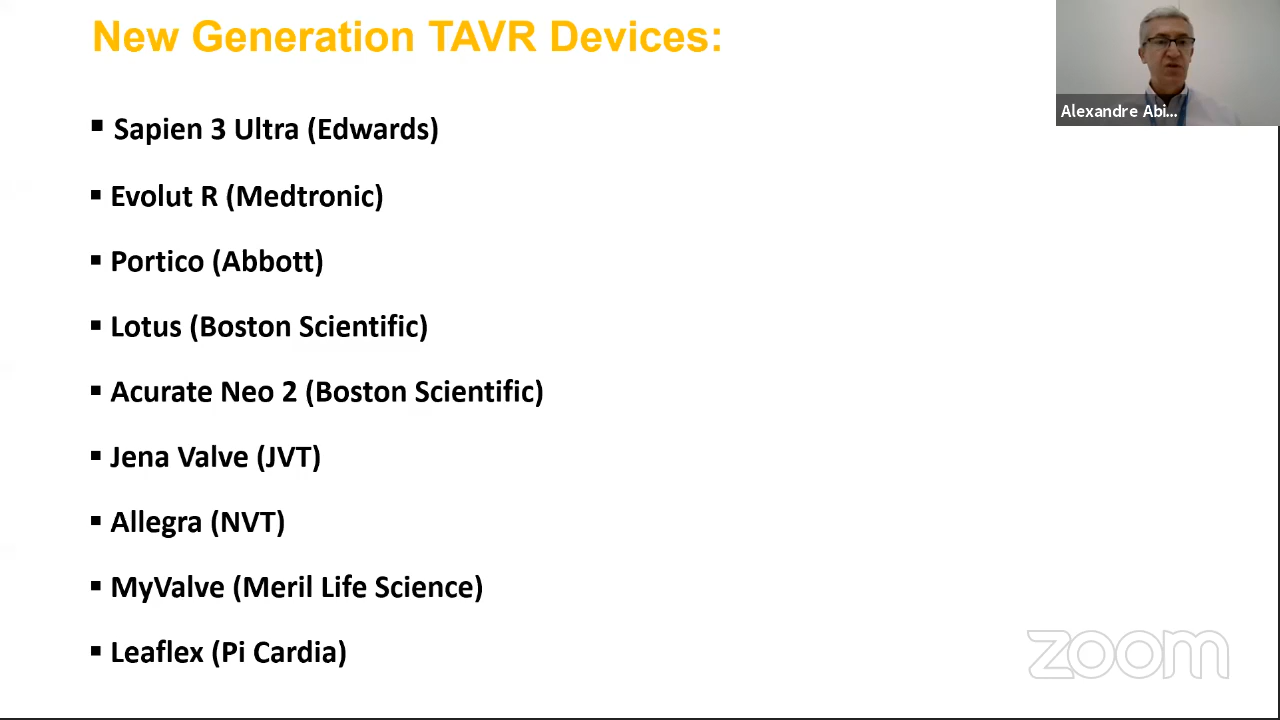 New Generation TAVR Devices:
Alexandre Abi...
▪ Sapien 3 Ultra (Edwards)
▪ Evolut R (Medtronic)
▪ Portico (Abbott)
▪ Lotus (Boston Scientific)
▪ Acurate Neo 2 (Boston Scientific)
▪ Jena Valve (JVT)
▪ Allegra (NVT)
▪ MyValve (Meril Life Science)
▪ Leaflex (Pi Cardia)
zoom